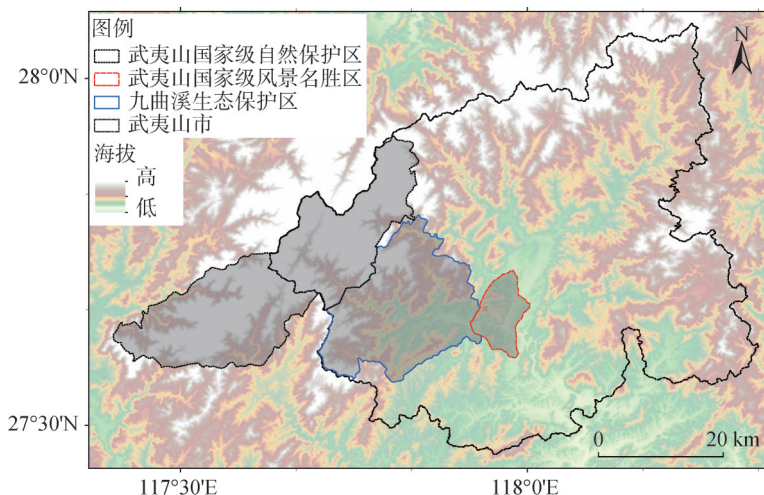 图例
武夷山国家级自然保护区
武夷山国家级风景名胜区
九曲溪生态保护区
武夷山市
海拔
高
低
N
28°0′N
27°30′N
0 20 km
117°30′E 118°0′E